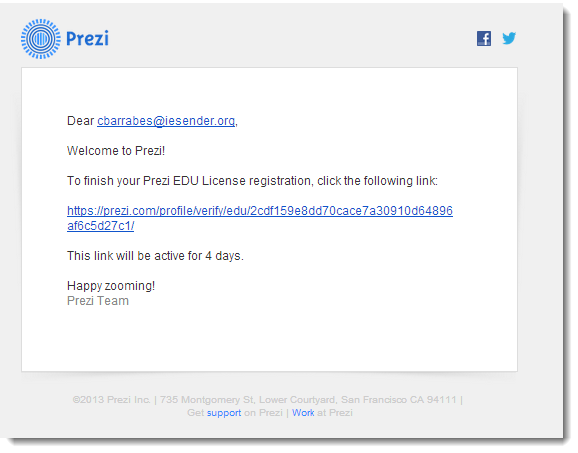 Prezi
Dear cbarrabes@iesender.org,
Welcome to Prezi!
To finish your Prezi EDU License registration, click the following link:
https://prezi.com/profile/verify/edu/2cdf159e8dd70cace7a30910d64896
af6c5d27c1/
This link will be active for 4 days.
Happy zooming!
Prezi Team
©2013 Prezi Inc. | 735 Montgomery St, Lower Courtyard, San Francisco CA 94111 |
Get support on Prezi | Work at Prezi